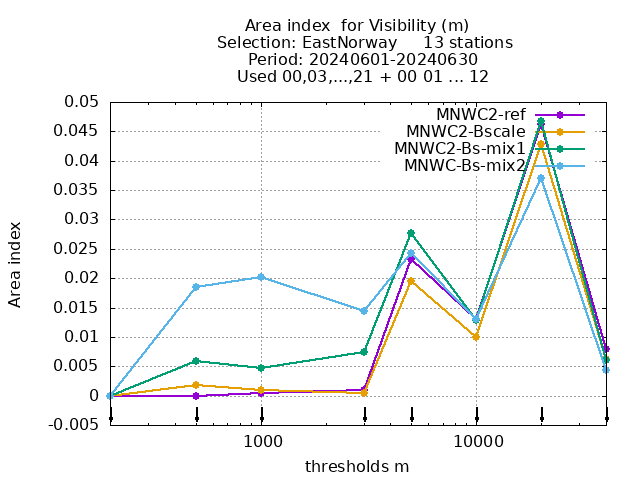 Area index  for Visibility (m)
Selection: EastNorway     13 stations
Period: 20240601-20240630
Used 00,03,...,21 + 00 01 ... 12
MNWC2-ref
MNWC2-Bscale
MNWC2-Bs-mix1
MNWC-Bs-mix2
0.05
0.045
0.04
0.035
0.03
0.025
0.02
0.015
0.01
0.005
0
-0.005
Area index
1000
10000
thresholds m